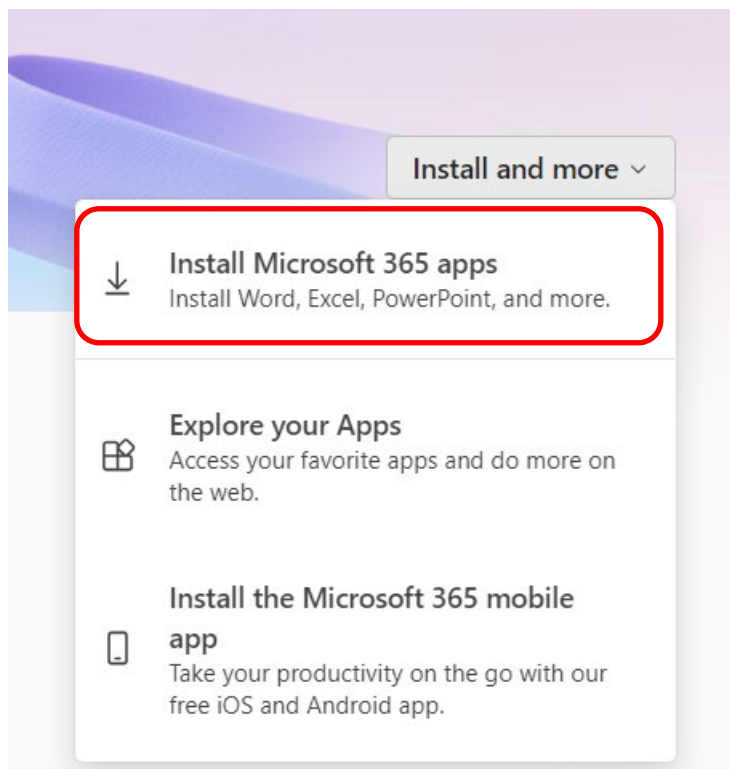 Install and more
Install Microsoft 365 apps
Install Word, Excel, PowerPoint, and more.
Explore your Apps
Access your favorite apps and do more on
the web.
Install the Microsoft 365 mobile
app
Take your productivity on the go with our
free iOS and Android app.